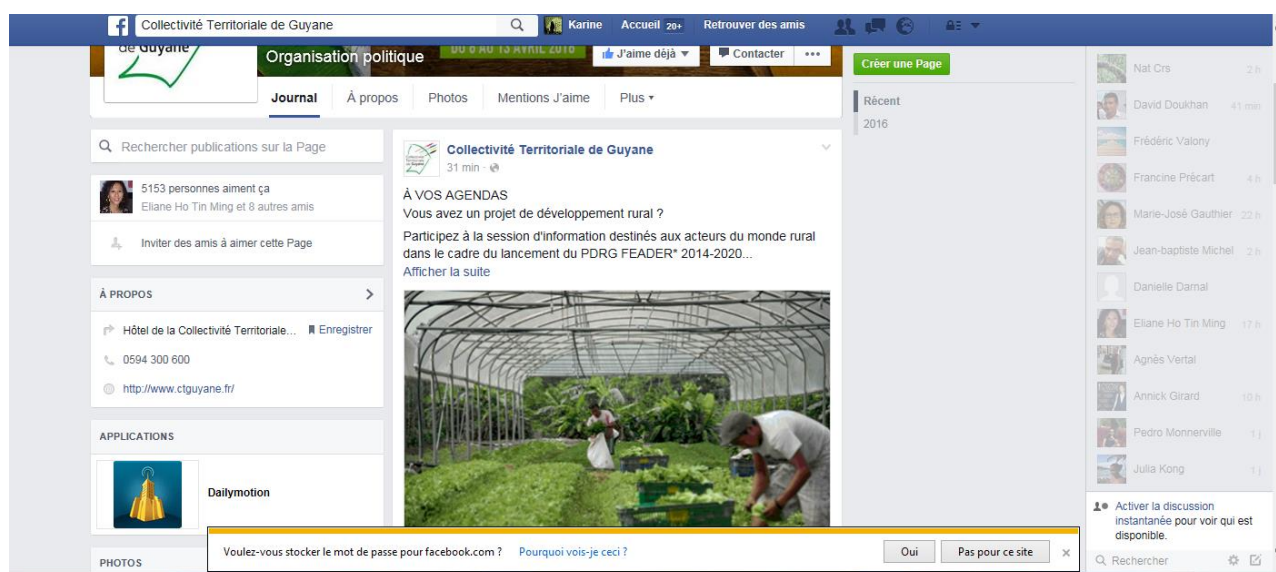 Collectivité Territoriale de Guyane
Karine Accueil 20+ Retrouver des amis
de Guyane
Organisation politique
DU 8 AU 13 AVRIL 2016
J'aime déjà
Contacter
Journal À propos Photos Mentions J'aime Plus
Créer une Page
Récent
2016
Rechercher publications sur la Page
5153 personnes aiment ça
Eliane Ho Tin Ming et 8 autres amis
Inviter des amis à aimer cette Page
À PROPOS
Hôtel de la Collectivité Territoriale... Enregistrer
0594 300 600
http://www.ctguyane.fr/
APPLICATIONS
Dailymotion
PHOTOS
Collectivité Territoriale de Guyane
31 min
À VOS AGENDAS
Vous avez un projet de développement rural ?
Participez à la session d'information destinés aux acteurs du monde rural
dans le cadre du lancement du PDRG FEADER* 2014-2020...
Afficher la suite
Nat Crs 2 h
David Doukhan 41 min
Frédéric Valony
Francine Précart 4 h
Marie-José Gauthier 22 h
Jean-baptiste Michel 2 h
Danielle Damal
Eliane Ho Tin Ming 17 h
Agnès Vertal
Annick Girard 10 h
Pedro Monnerville 1 j
Julia Kong 1 j
Activer la discussion
instantanée pour voir qui est
disponible.
Rechercher
Voulez-vous stocker le mot de passe pour facebook.com ? Pourquoi vois-je ceci ? Oui Pas pour ce site